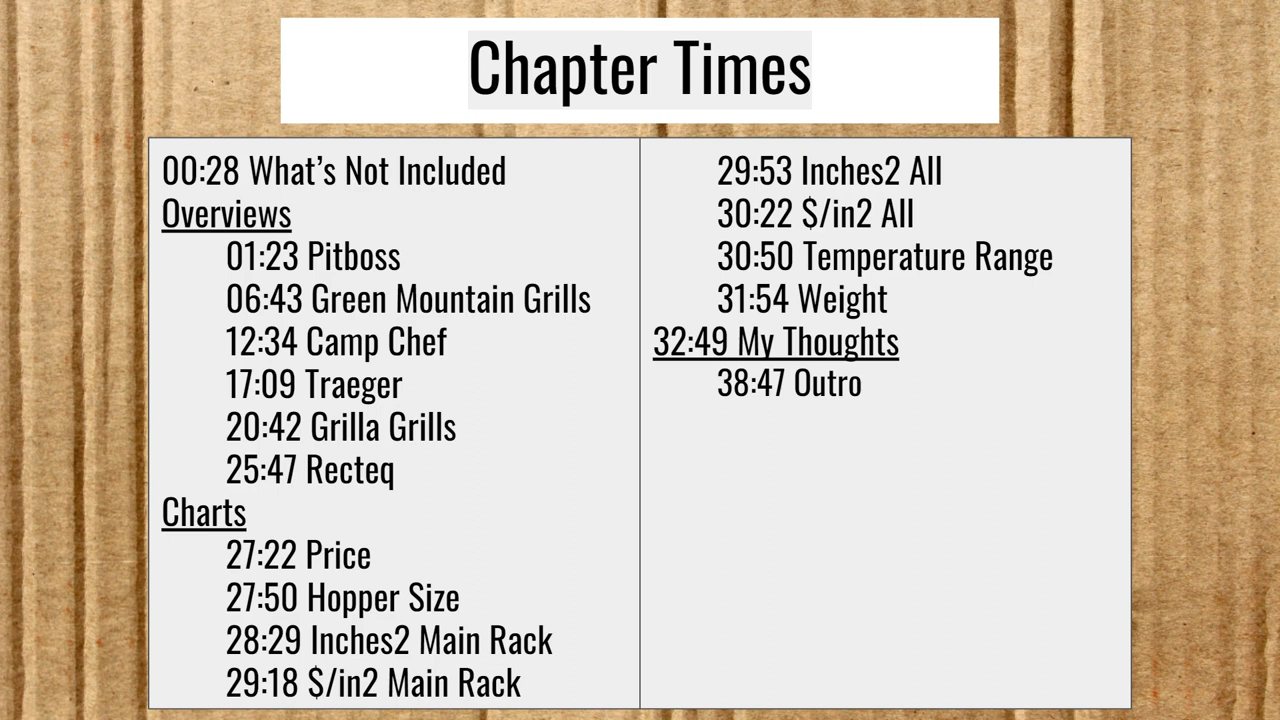 Chapter Times
00:28 What's Not Included
Overviews
01:23 Pitboss
06:43 Green Mountain Grills
12:34 Camp Chef
17:09 Traeger
20:42 Grilla Grills
25:47 Recteq
Charts
27:22 Price
27:50 Hopper Size
28:29 Inches2 Main Rack
29:18 $/in2 Main Rack
29:53 Inches2 All
30:22 $/in2 All
30:50 Temperature Range
31:54 Weight
32:49 My Thoughts
38:47 Outro